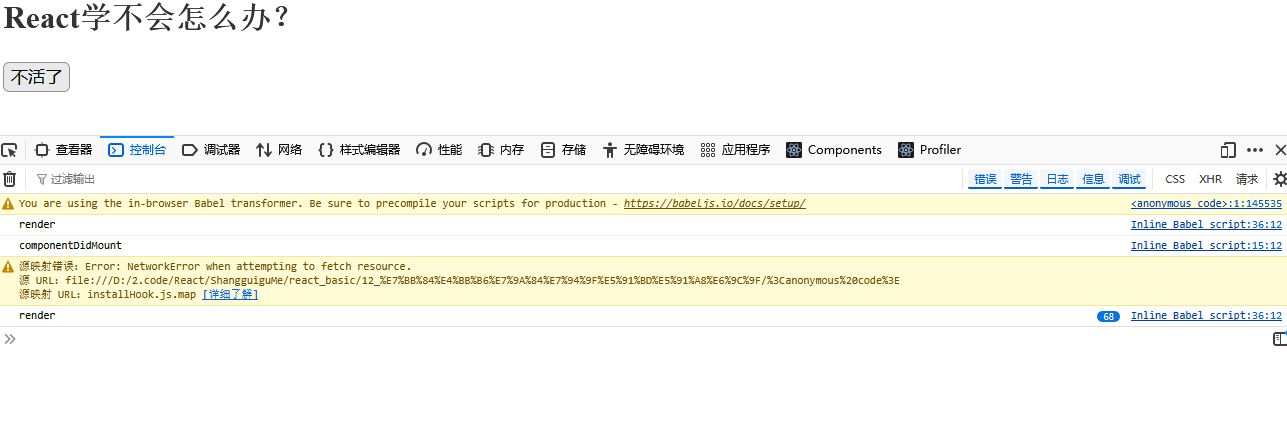 React学不会怎么办？
不活了
查看器 控制台 调试器 网络 样式编辑器 性能 内存 存储 无障碍环境 应用程序 Components Profiler
过滤输出 错误 警告 日志 信息 调试 CSS XHR 请求
You are using the in-browser Babel transformer. Be sure to precompile your scripts for production - https://babeljs.io/docs/setup/ <anonymous code>:1:145535
render Inline Babel script:36:12
componentDidMount Inline Babel script:15:12
源映射错误：Error: NetworkError when attempting to fetch resource.
源 URL：file:///D:/2.code/React/ShangguiguMe/react_basic/12_%E7%BB%84%E4%BB%B6%E7%9A%84%E7%94%9F%E5%91%BD%E5%91%A8%E6%9C%9F/%3Canonymous%20code%3E
源映射 URL：installHook.js.map [详细了解]
render 68 Inline Babel script:36:12